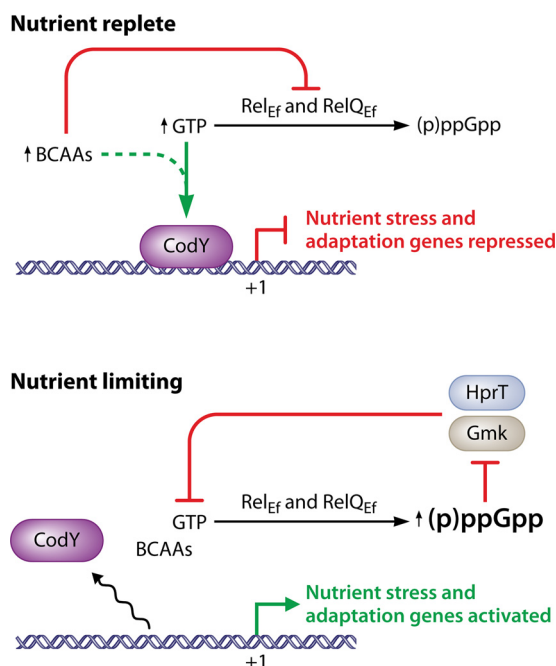 Nutrient replete
Rel_Ef and RelQ_Ef
↑ GTP
(p)ppGpp
↑ BCAAs
Nutrient stress and
adaptation genes repressed
CodY
+1
Nutrient limiting
HprT
Gmk
Rel_Ef and RelQ_Ef
GTP
↑ (p)ppGpp
CodY
BCAAs
Nutrient stress and
adaptation genes activated
+1